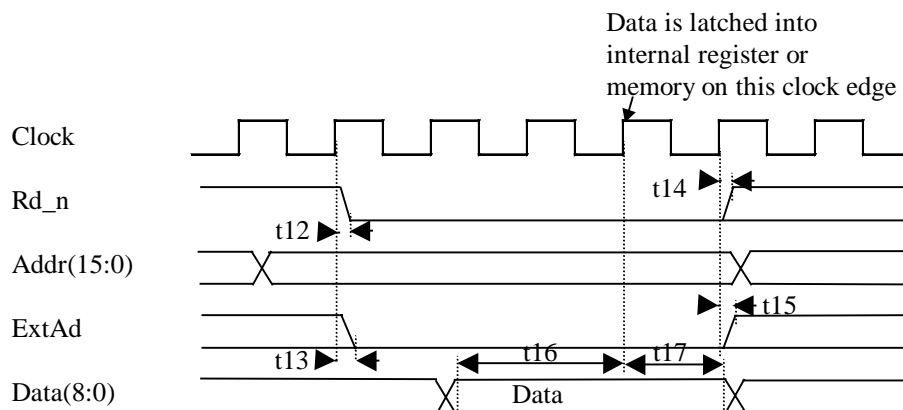 Data is latched into
internal register or
memory on this clock edge
Clock
t14
Rd_n
t12
Addr(15:0)
t15
ExtAd
t13
t16
t17
Data(8:0)
Data